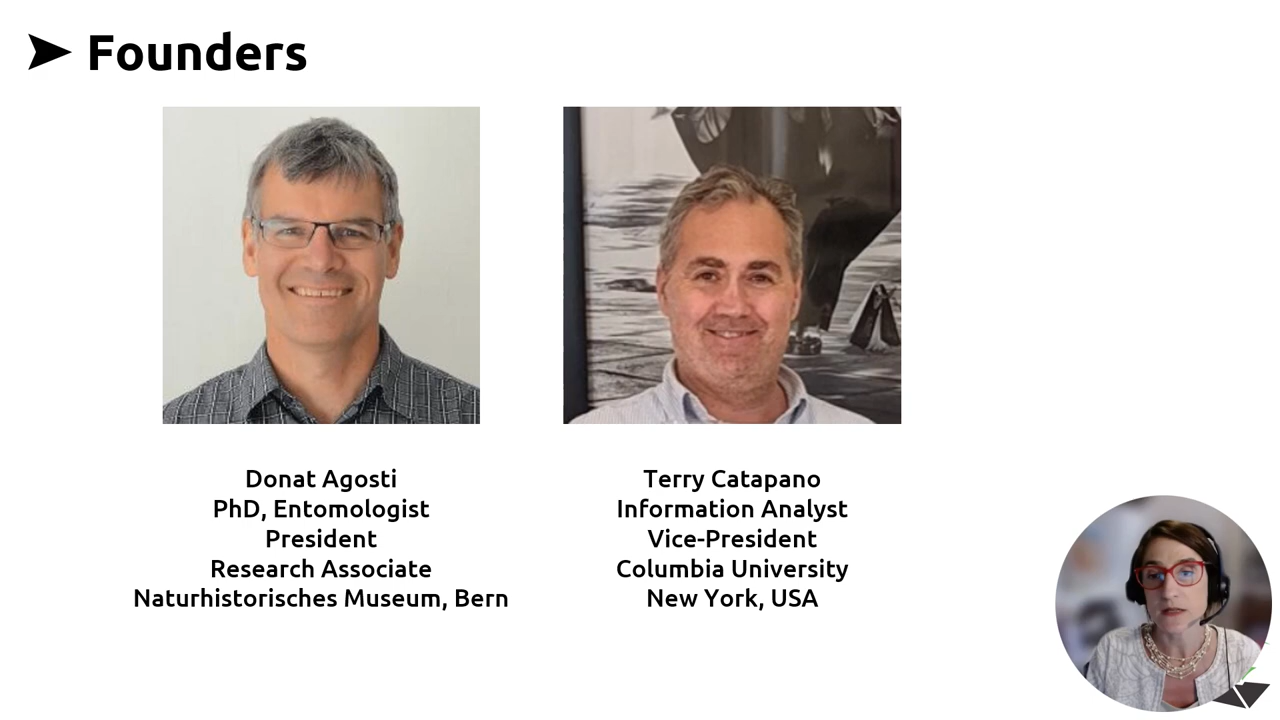 Founders
Donat Agosti
PhD, Entomologist
President
Research Associate
Naturhistorisches Museum, Bern
Terry Catapano
Information Analyst
Vice-President
Columbia University
New York, USA